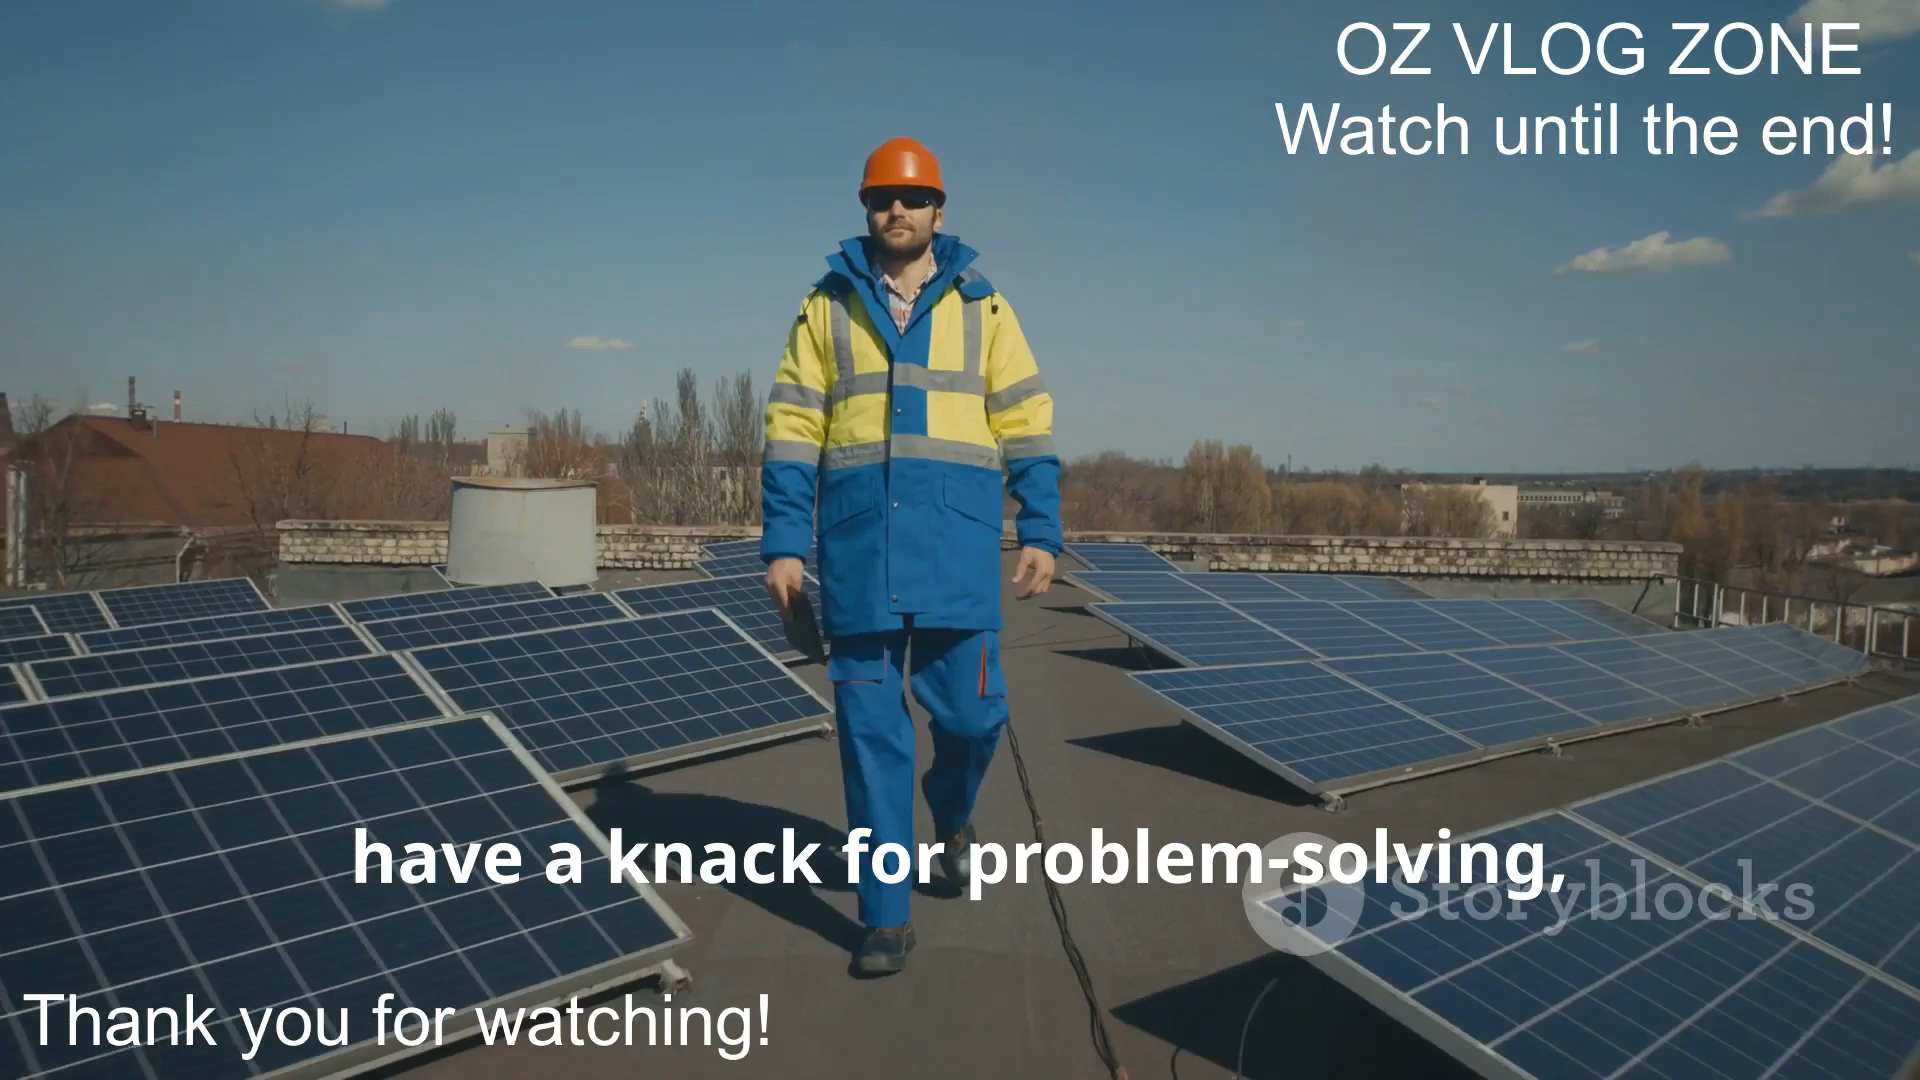 OZ VLOG ZONE
Watch until the end!
have a knack for problem-solving,
Storyblocks
Thank you for watching!